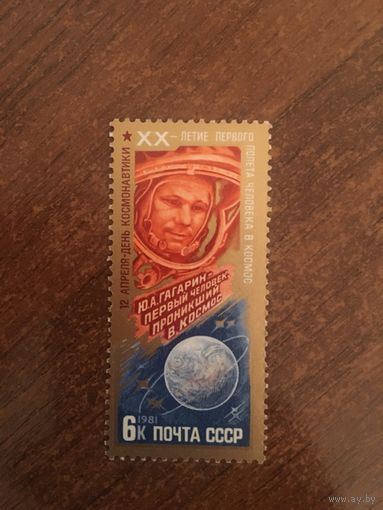 12 АПРЕЛЯ-ДЕНЬ КОСМОНАВТИКИ ★ XX – ЛЕТИЕ ПЕРВОГО ПОЛЕТА ЧЕЛОВЕКА В КОСМОС
Ю.А.ГАГАРИН-
ПЕРВЫЙ ЧЕЛОВЕК,
ПРОНИКШИЙ
В КОСМОС
1981
6К ПОЧТА СССР
www.ay.by